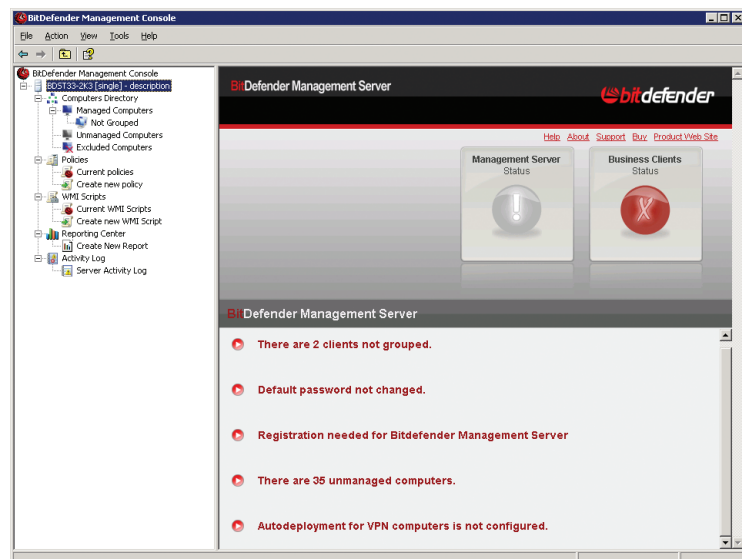 BitDefender Management Console
File Action View Tools Help
BitDefender Management Console
BDST33-2K3 [single] - description
Computers Directory
Managed Computers
Not Grouped
Unmanaged Computers
Excluded Computers
Policies
Current policies
Create new policy
WMI Scripts
Current WMI Scripts
Create new WMI Script
Reporting Center
Create New Report
Activity Log
Server Activity Log
BitDefender Management Server
bitdefender
Help About Support Buy Product Web Site
Management Server
Status
Business Clients
Status
BitDefender Management Server
There are 2 clients not grouped.
Default password not changed.
Registration needed for Bitdefender Management Server
There are 35 unmanaged computers.
Autodeployment for VPN computers is not configured.